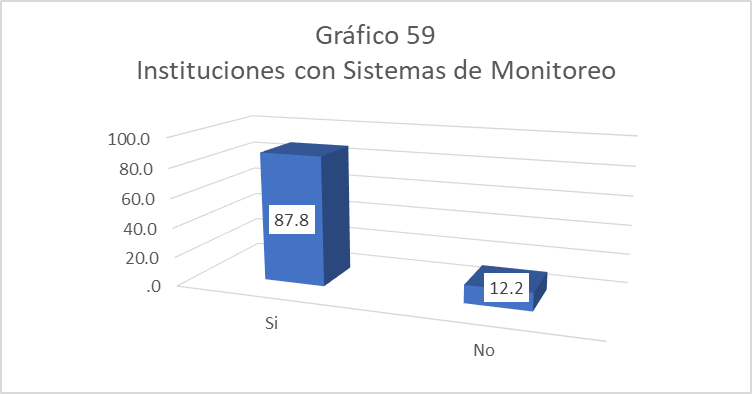 Gráfico 59
Instituciones con Sistemas de Monitoreo
100.0
80.0
60.0
40.0
20.0
.0
87.8
12.2
Si
No